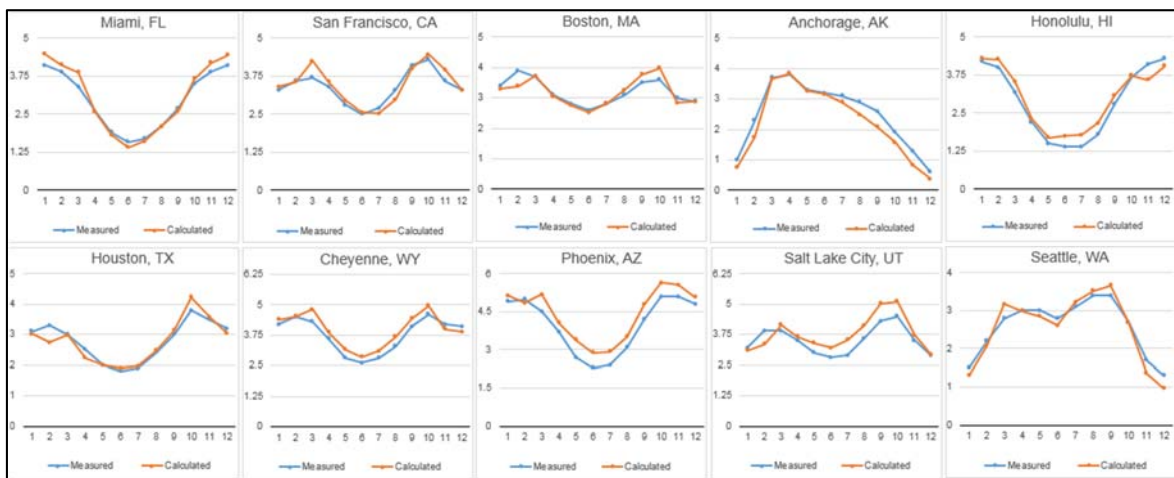 Miami, FL
5
3.75
2.5
1.25
0
1 2 3 4 5 6 7 8 9 10 11 12
Measured Calculated
San Francisco, CA
5
3.75
2.5
1.25
0
1 2 3 4 5 6 7 8 9 10 11 12
Measured Calculated
Boston, MA
5
4
3
2
1
0
1 2 3 4 5 6 7 8 9 10 11 12
Measured Calculated
Anchorage, AK
5
4
3
2
1
0
1 2 3 4 5 6 7 8 9 10 11 12
Measured Calculated
Honolulu, HI
5
3.75
2.5
1.25
0
1 2 3 4 5 6 7 8 9 10 11 12
Measured Calculated
Houston, TX
5
4
3
2
1
0
1 2 3 4 5 6 7 8 9 10 11 12
Measured Calculated
Cheyenne, WY
6.25
5
3.75
2.5
1.25
0
1 2 3 4 5 6 7 8 9 10 11 12
Measured Calculated
Phoenix, AZ
6
4.5
3
1.5
0
1 2 3 4 5 6 7 8 9 10 11 12
Measured Calculated
Salt Lake City, UT
6.25
5
3.75
2.5
1.25
0
1 2 3 4 5 6 7 8 9 10 11 12
Measured Calculated
Seattle, WA
4
3
2
1
0
1 2 3 4 5 6 7 8 9 10 11 12
Measured Calculated